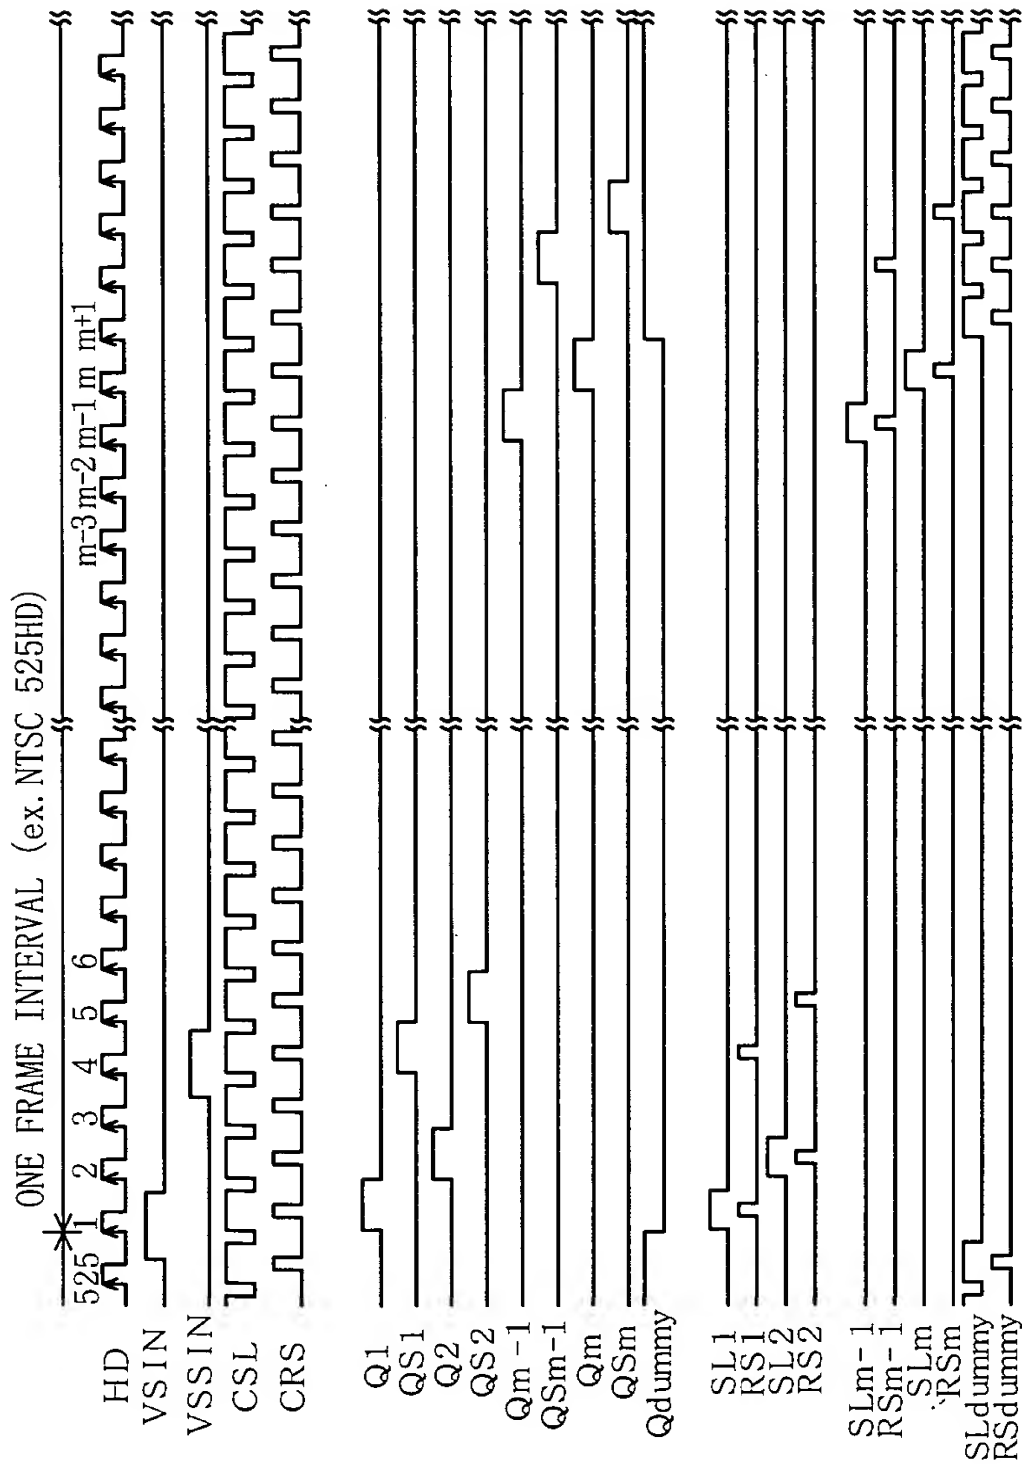 ONE FRAME INTERVAL (ex. NTSC 525HD)
525 1 2 3 4 5 6 m-3 m-2 m-1 m m+1
HD
VSIN
VSSIN
CSL
CRS
Q1
QS1
Q2
QS2
Qm-1
QSm-1
Qm
QSm
Qdummy
SL1
RS1
SL2
RS2
SLm-1
RSm-1
SLm
RSm
SLdummy
RSdummy